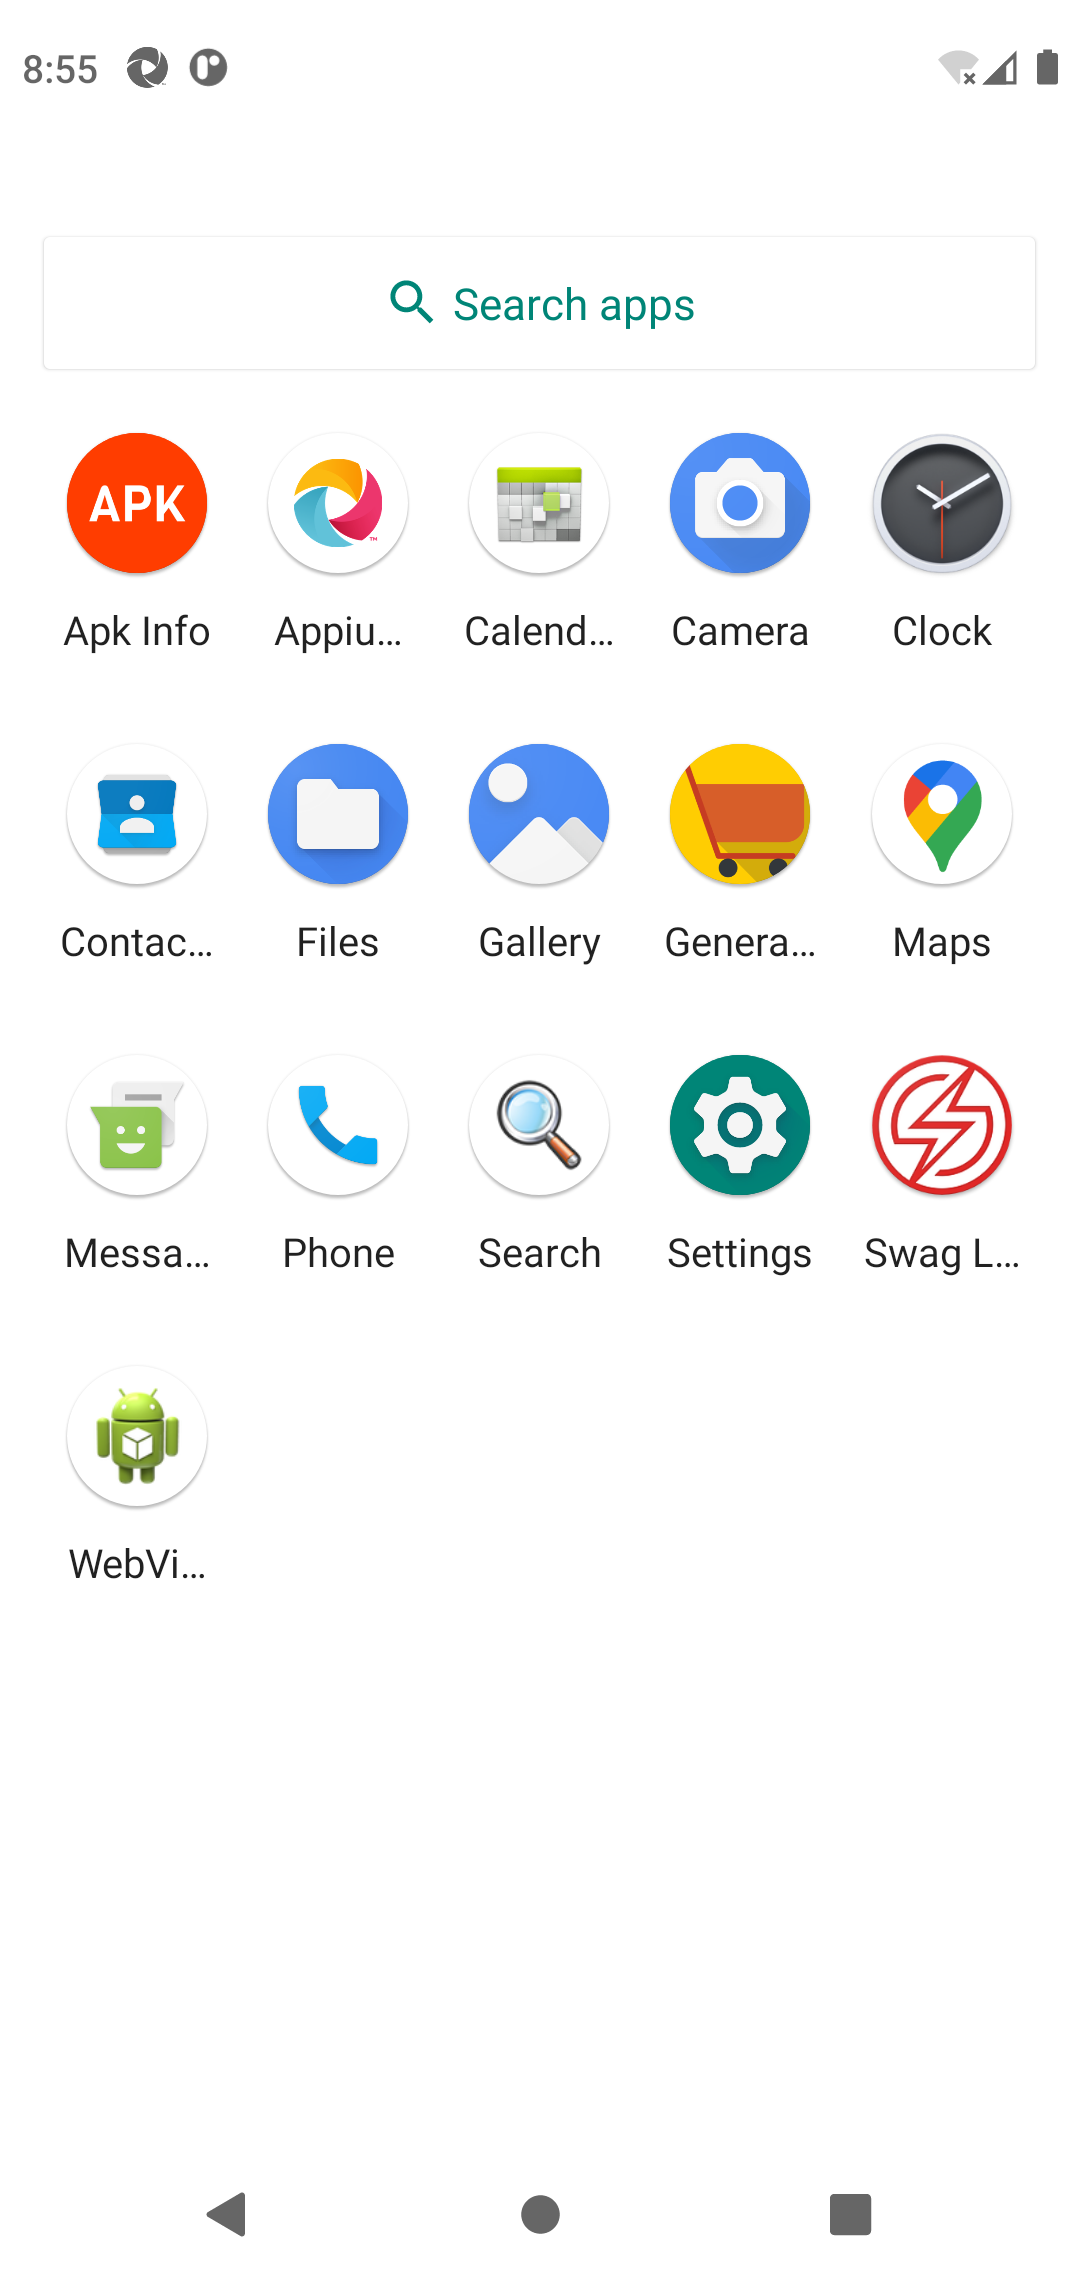 8:55
Search apps
APK
Apk Info
Appiu…
Calend…
Camera
Clock
Contac…
Files
Gallery
Genera…
Maps
Messa…
Phone
Search
Settings
Swag L…
WebVi…